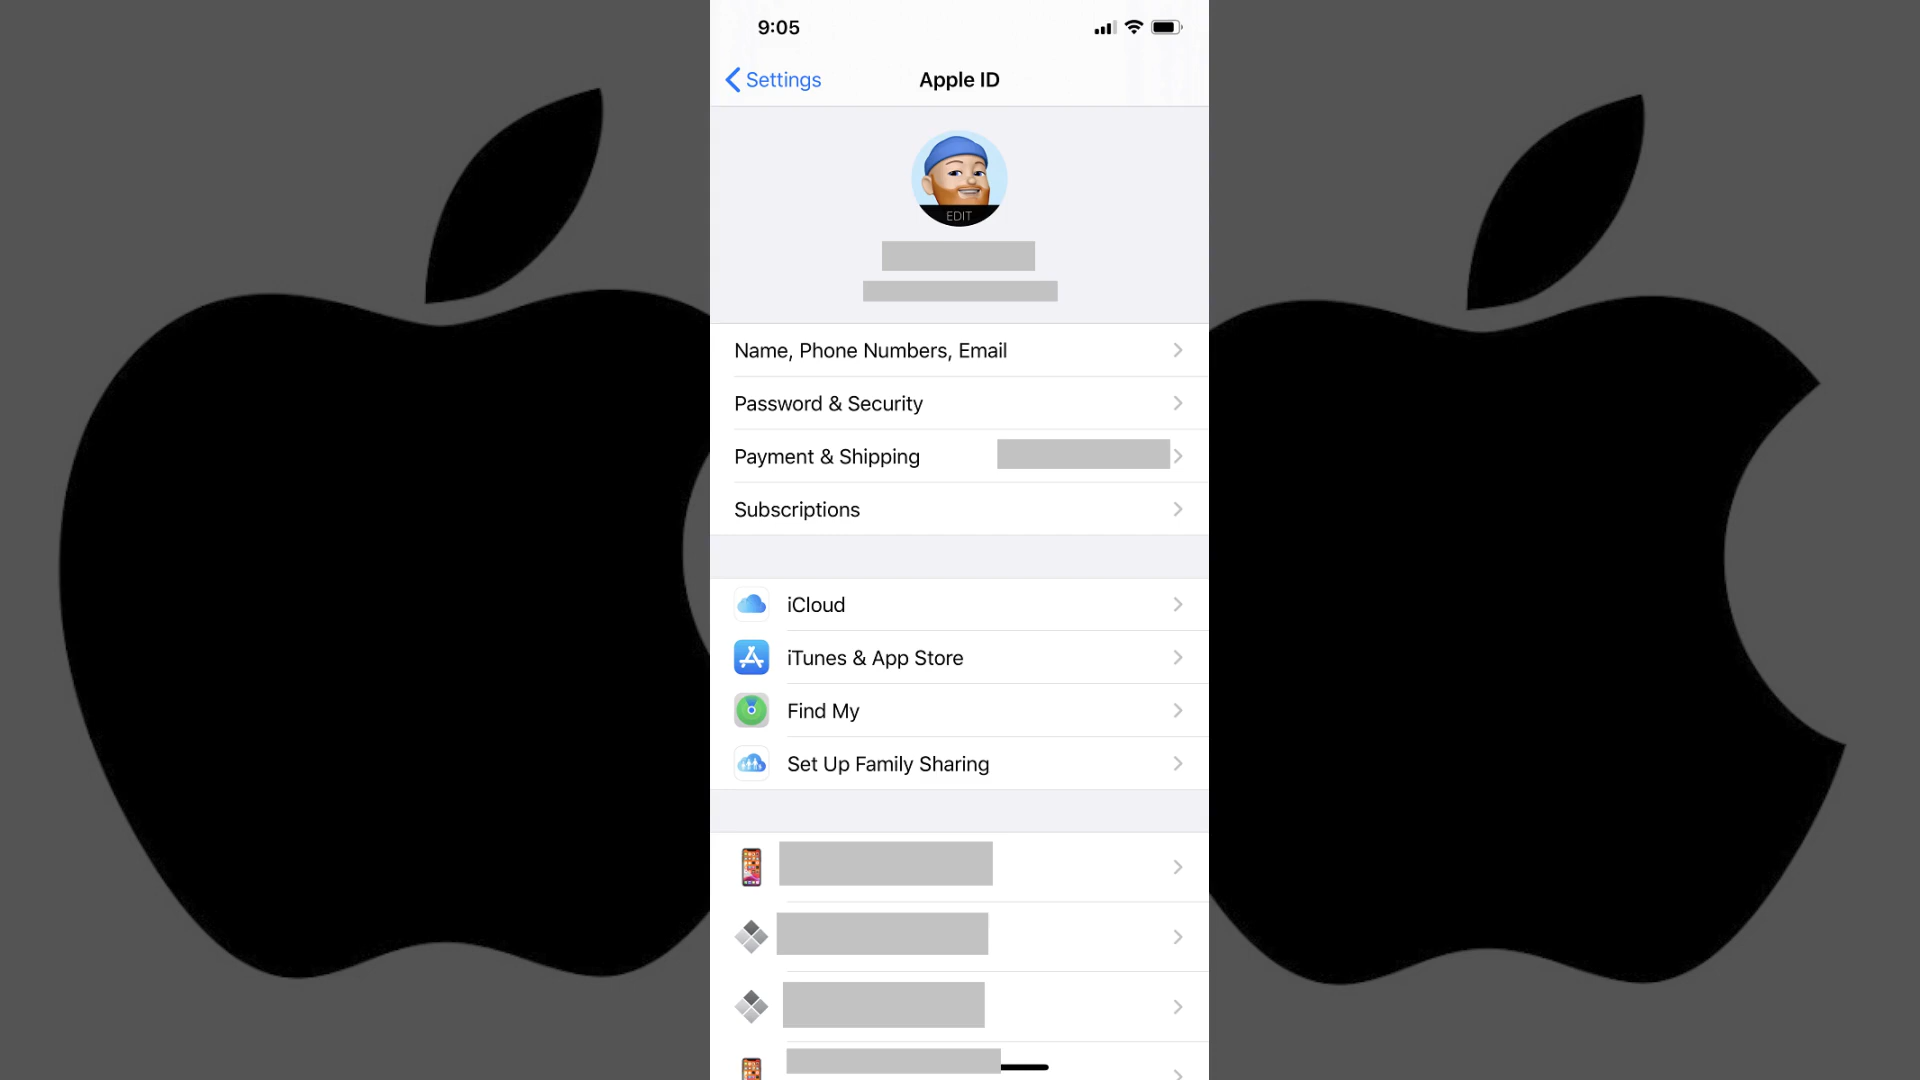 9:05
Settings
Apple ID
EDIT
Name, Phone Numbers, Email
Password & Security
Payment & Shipping
Subscriptions
iCloud
iTunes & App Store
Find My
Set Up Family Sharing